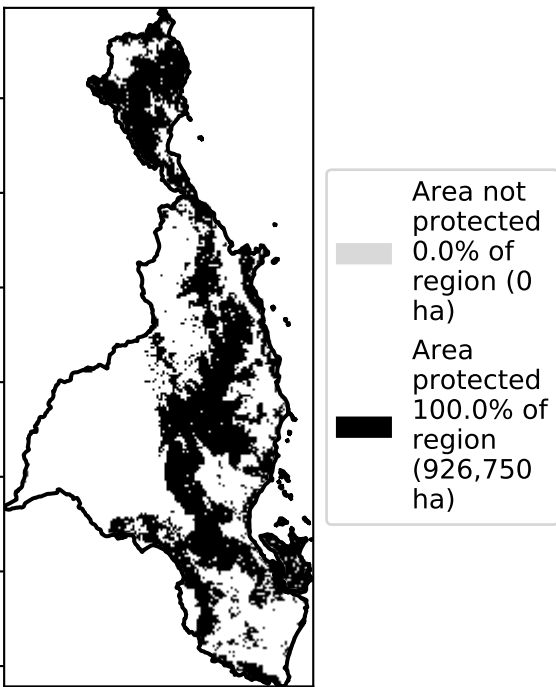 Area not
protected
0.0% of
region (0
ha)
Area
protected
100.0% of
region
(926,750
ha)